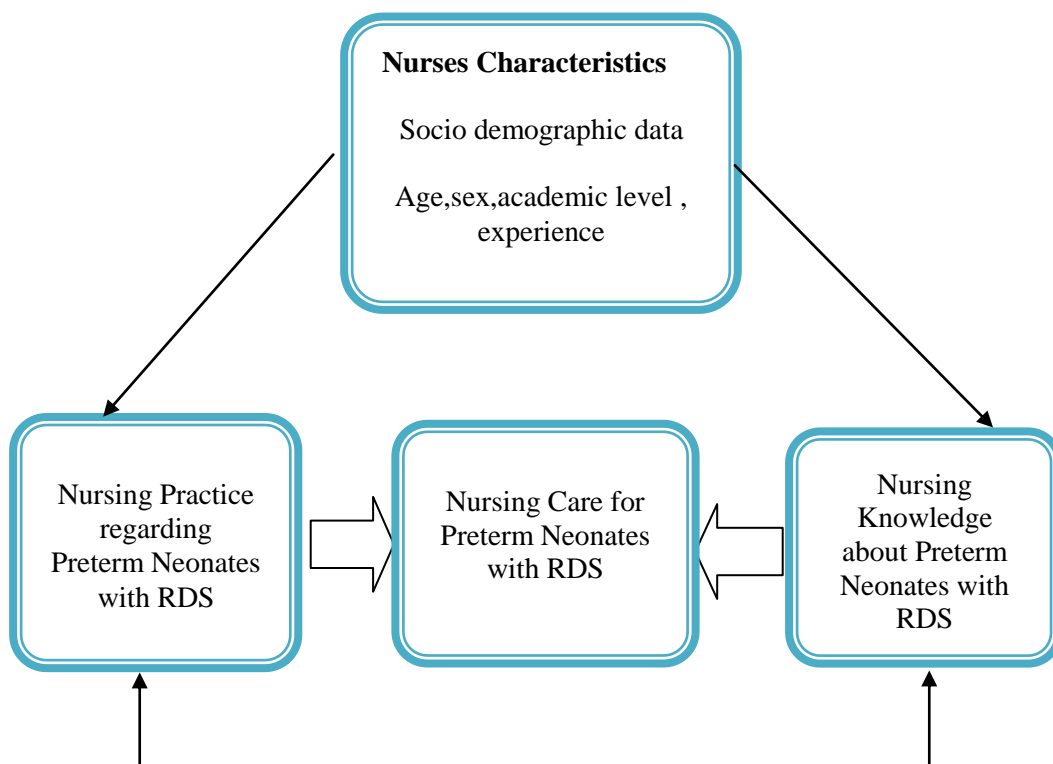 Nurses Characteristics
Socio demographic data
Age,sex,academic level ,
experience
Nursing Practice
regarding
Preterm Neonates
with RDS
Nursing Care for
Preterm Neonates
with RDS
Nursing
Knowledge
about Preterm
Neonates with
RDS